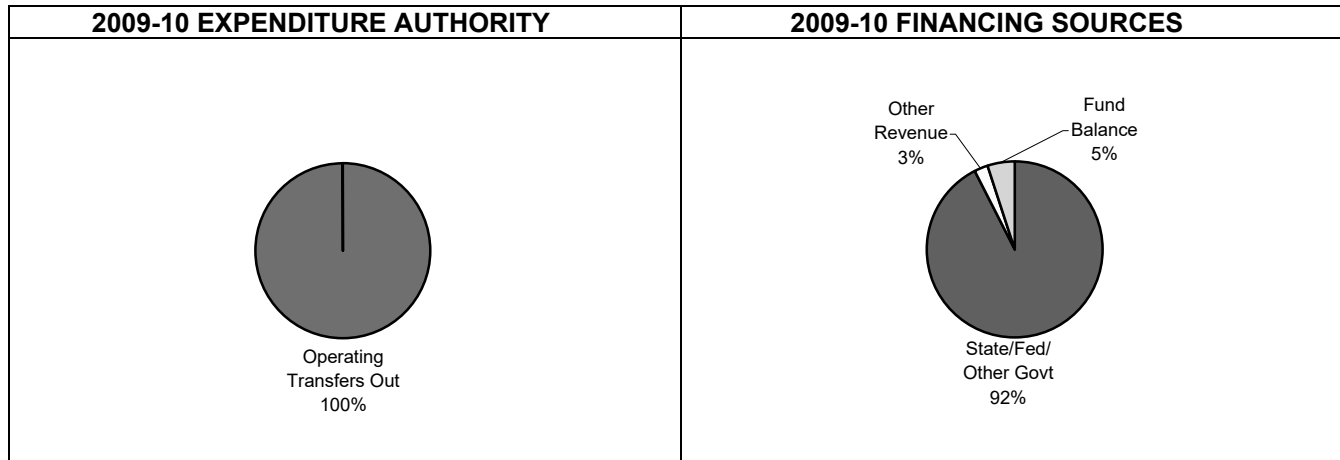 2009-10 EXPENDITURE AUTHORITY
2009-10 FINANCING SOURCES
Operating
Transfers Out
100%
Other
Revenue
3%
Fund
Balance
5%
State/Fed/
Other Govt
92%